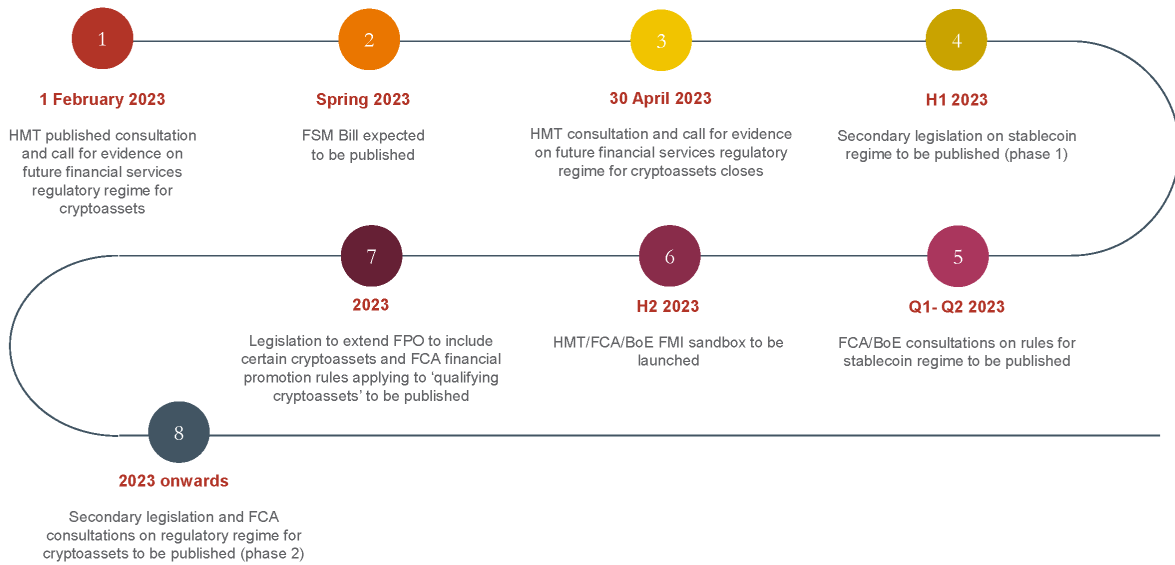 1
1 February 2023
HMT published consultation
and call for evidence on
future financial services
regulatory regime for
cryptoassets
2
Spring 2023
FSM Bill expected
to be published
3
30 April 2023
HMT consultation and call for evidence
on future financial services regulatory
regime for cryptoassets closes
4
H1 2023
Secondary legislation on stablecoin
regime to be published (phase 1)
5
Q1- Q2 2023
FCA/BoE consultations on rules for
stablecoin regime to be published
6
H2 2023
HMT/FCA/BoE FMI sandbox to be
launched
7
2023
Legislation to extend FPO to include
certain cryptoassets and FCA financial
promotion rules applying to ‘qualifying
cryptoassets’ to be published
8
2023 onwards
Secondary legislation and FCA
consultations on regulatory regime for
cryptoassets to be published (phase 2)